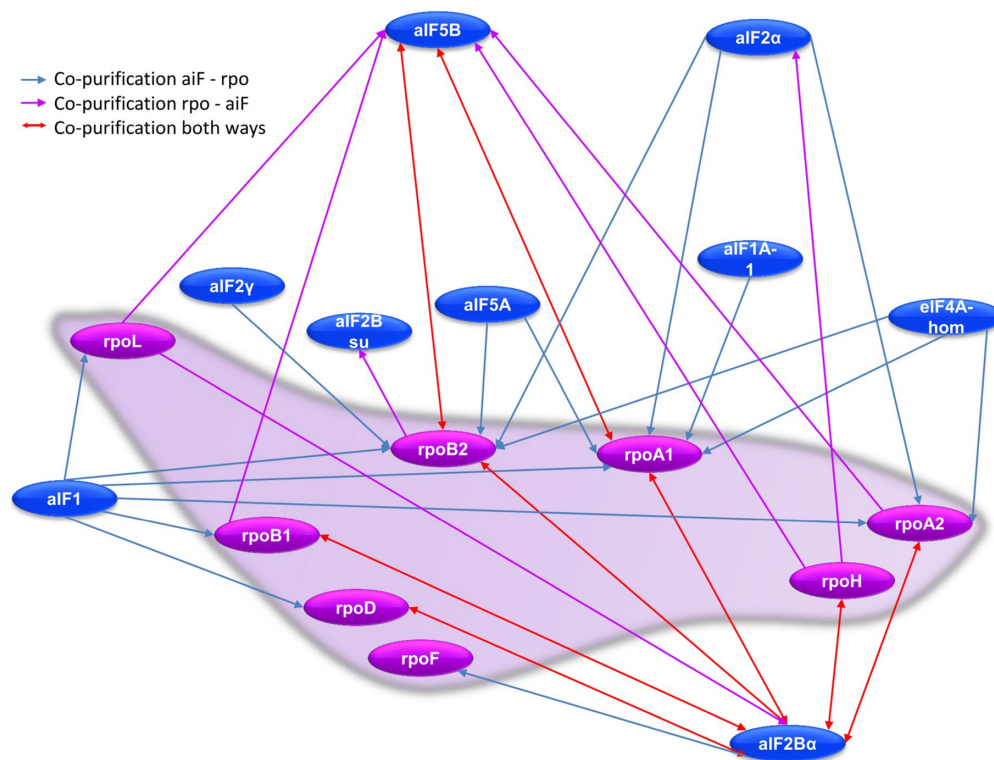 aIF5B
aIF2α
Co-purification aiF - rpo
Co-purification rpo - aiF
Co-purification both ways
aIF1A-
1
aIF2γ
aIF5A
aIF2B
su
eIF4A-
hom
rpoL
rpoB2
rpoA1
aIF1
rpoA2
rpoB1
rpoH
rpoD
rpoF
aIF2Bα